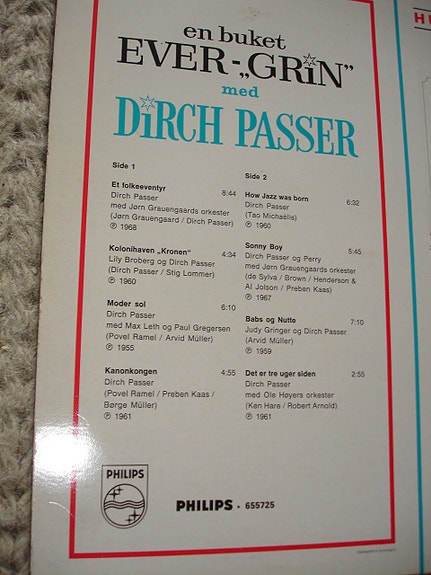 en buket
EVER-„GRiN”
med
DiRCH PASSER
Side 1
Et folkeeventyr 8:44
Dirch Passer
med Jørn Grauengaards orkester
(Jørn Grauengaard / Dirch Passer)
Ⓟ 1968
Kolonihaven „Kronen" 4:34
Lily Broberg og Dirch Passer
(Dirch Passer / Stig Lommer)
Ⓟ 1960
Moder sol 6:10
Dirch Passer
med Max Leth og Paul Gregersen
(Povel Ramel / Arvid Müller)
Ⓟ 1955
Kanonkongen 4:55
Dirch Passer
(Povel Ramel / Preben Kaas /
Børge Müller)
Ⓟ 1961
Side 2
How Jazz was born 6:32
Dirch Passer
(Tao Michaëlis)
Ⓟ 1960
Sonny Boy 5:45
Dirch Passer og Perry
med Jørn Grauengaards orkester
(de Sylva / Brown / Henderson &
Al Jolson / Preben Kaas)
Ⓟ 1967
Babs og Nutte 7:10
Judy Gringer og Dirch Passer
(Arvid Müller)
Ⓟ 1959
Det er tre uger siden 2:55
Dirch Passer
med Ole Høyers orkester
(Ken Hare / Robert Arnold)
Ⓟ 1961
PHILIPS
PHILIPS · 655725